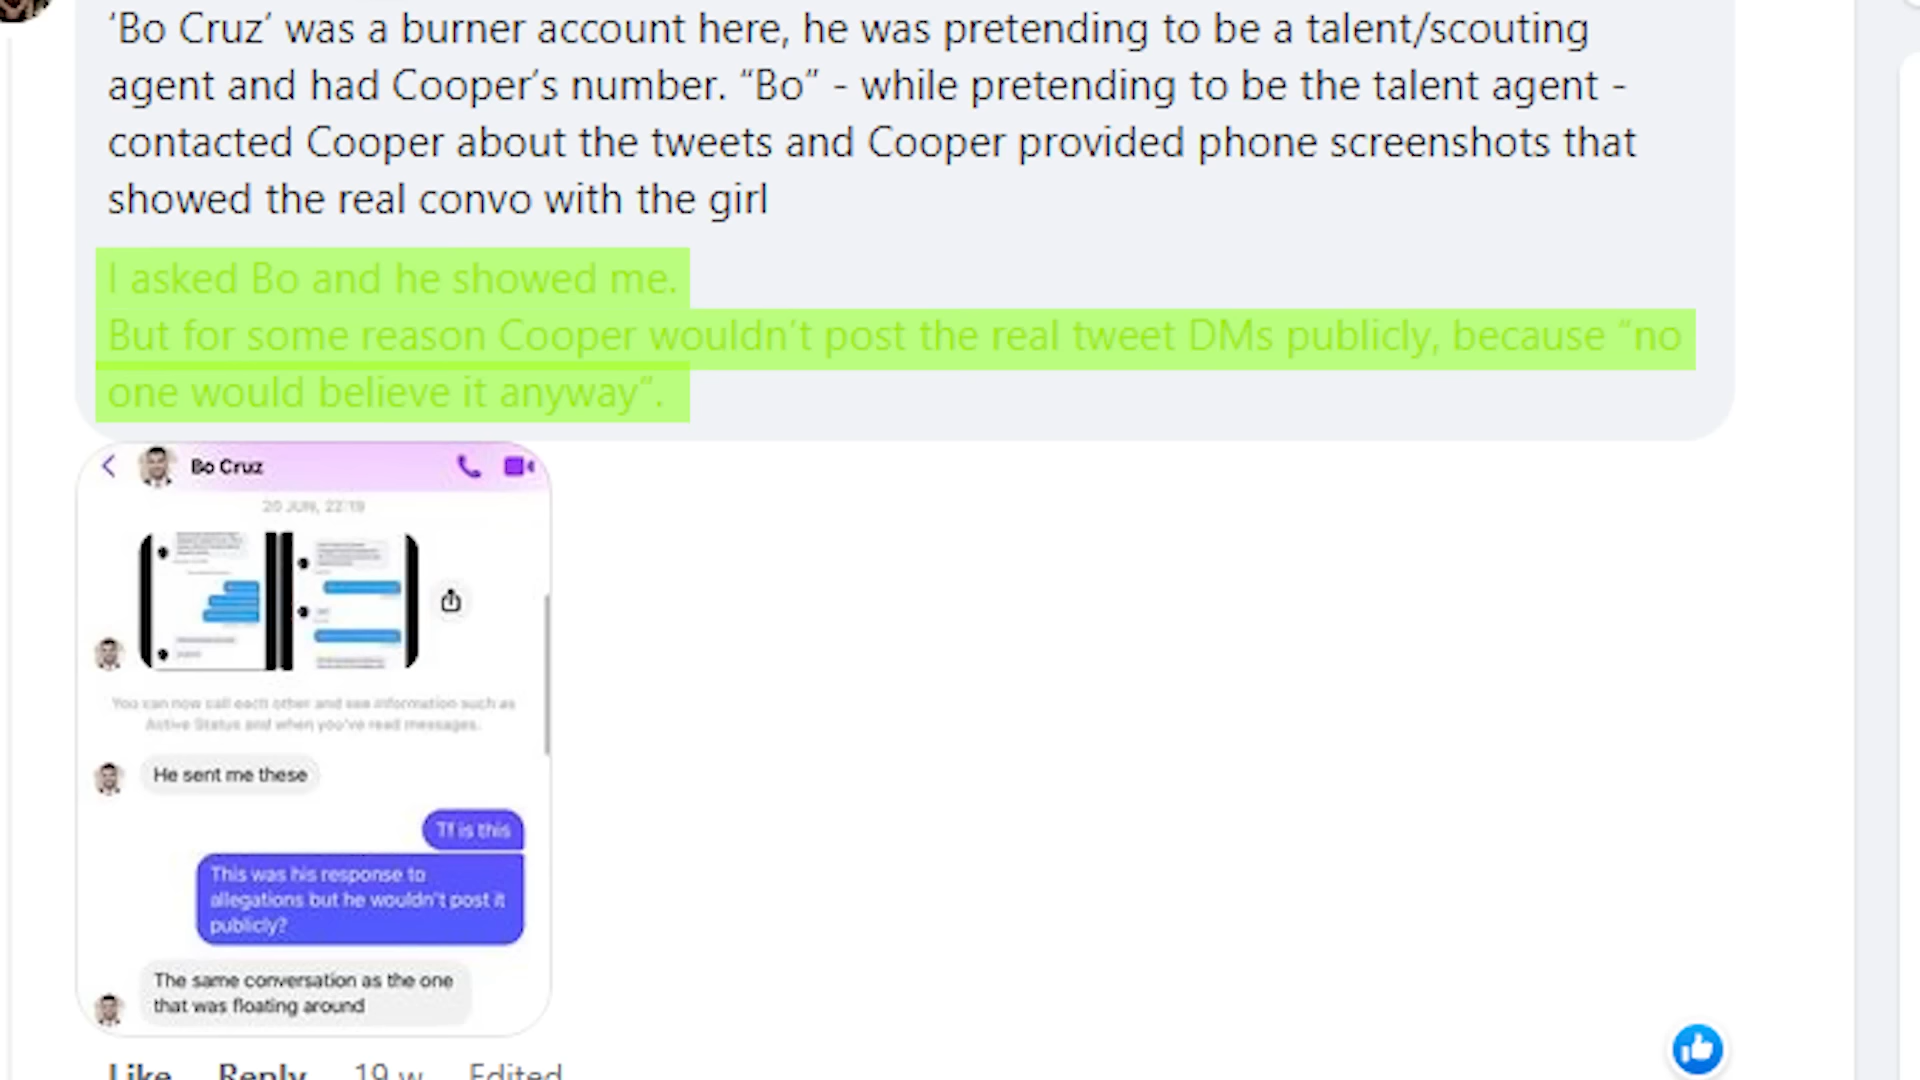 ‘Bo Cruz’ was a burner account here, he was pretending to be a talent/scouting
agent and had Cooper’s number. “Bo” - while pretending to be the talent agent -
contacted Cooper about the tweets and Cooper provided phone screenshots that
showed the real convo with the girl
I asked Bo and he showed me.
But for some reason Cooper wouldn’t post the real tweet DMs publicly, because “no
one would believe it anyway”.
Bo Cruz
20 JUN, 22:19
You can now call each other and see information such as
Active Status and when you've read messages.
He sent me these
Tf is this
This was his response to
allegations but he wouldn't post it
publicly?
The same conversation as the one
that was floating around
Like Reply 19 w Edited